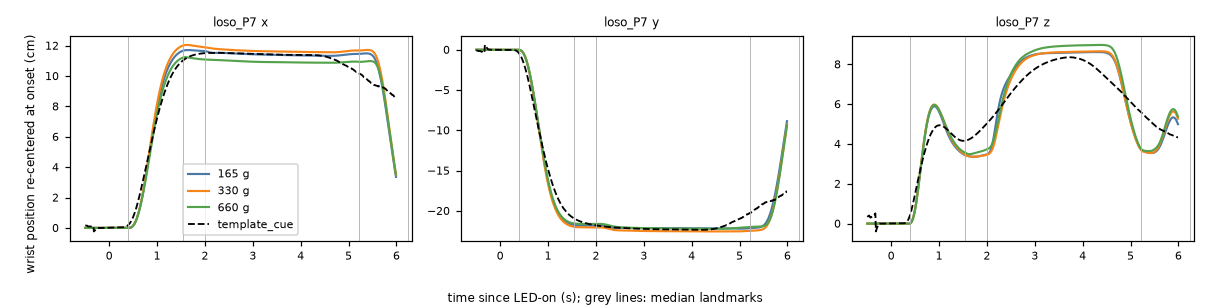 loso_P7 x
loso_P7 y
loso_P7 z
wrist position re-centered at onset (cm)
12
10
8
6
4
2
0
0 1 2 3 4 5 6
165 g
330 g
660 g
template_cue
0
−5
−10
−15
−20
0 1 2 3 4 5 6
8
6
4
2
0
0 1 2 3 4 5 6
time since LED-on (s); grey lines: median landmarks